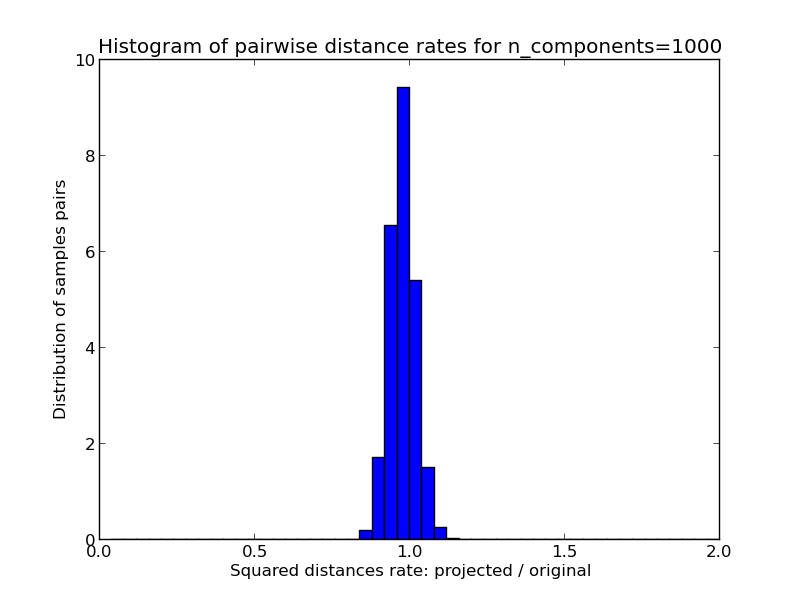 Histogram of pairwise distance rates for n_components=1000
10
8
6
4
2
0
Distribution of samples pairs
0.0 0.5 1.0 1.5 2.0
Squared distances rate: projected / original